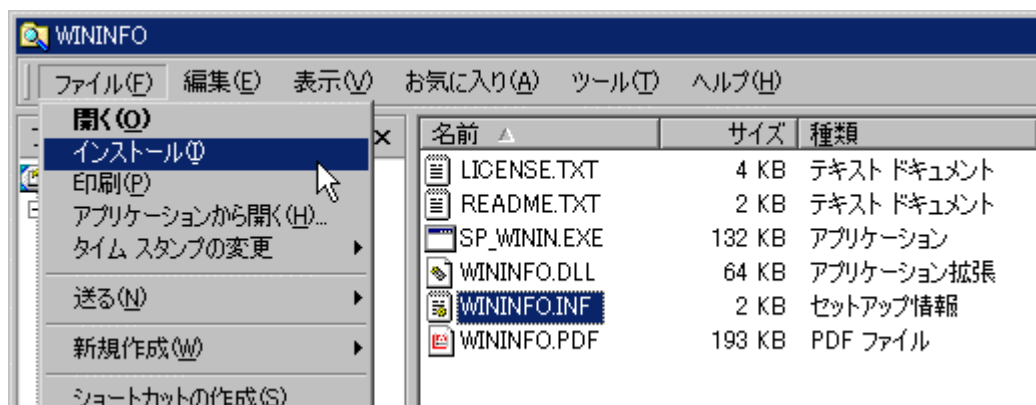 WININFO
ファイル(F) 編集(E) 表示(V) お気に入り(A) ツール(T) ヘルプ(H)
開く(O)
インストール(I)
印刷(P)
アプリケーションから開く(H)...
タイム スタンプの変更
送る(N)
新規作成(W)
ショートカットの作成(S)
名前 サイズ 種類
LICENSE.TXT 4 KB テキスト ドキュメント
README.TXT 2 KB テキスト ドキュメント
SP_WININ.EXE 132 KB アプリケーション
WININFO.DLL 64 KB アプリケーション拡張
WININFO.INF 2 KB セットアップ情報
WININFO.PDF 193 KB PDF ファイル